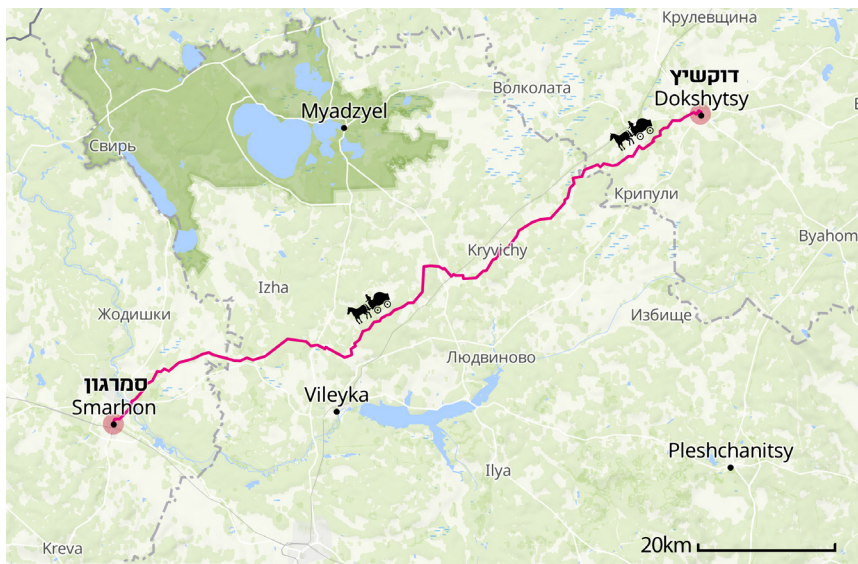 Крулевщина
דוקשיץ
Dokshytsy
Волколата
Myadzyel
Свирь
Крипули
Byahom
Kryvichy
Izha
Жодишки
Избище
Людвиново
סמרגון
Smarhon
Vileyka
Pleshchanitsy
Ilya
Kreva
20km